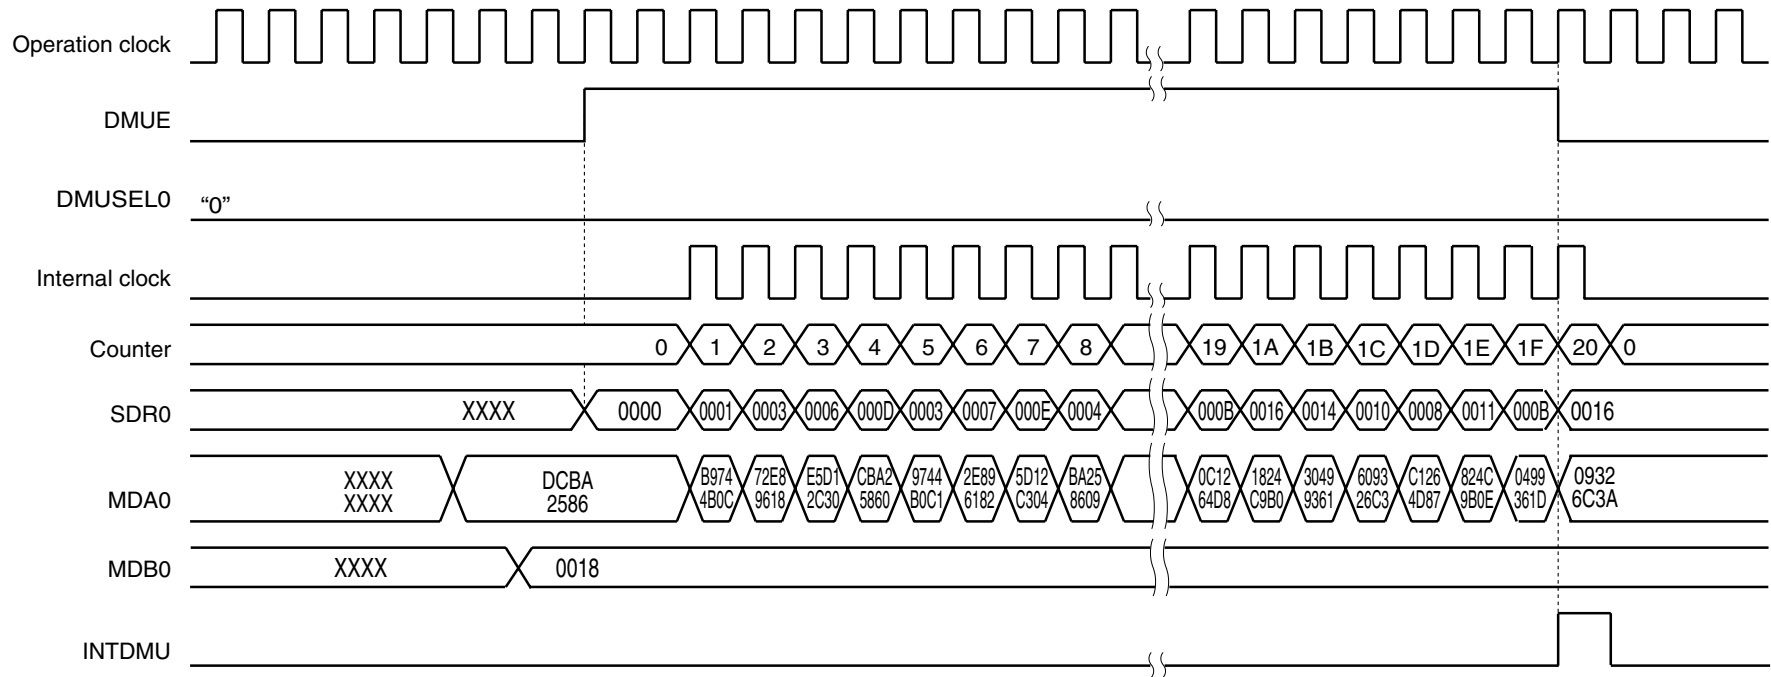 Operation clock
DMUE
DMUSEL0 “0”
Internal clock
Counter 0 1 2 3 4 5 6 7 8 19 1A 1B 1C 1D 1E 1F 20 0
SDR0 XXXX 0000 0001 0003 0006 000D 0003 0007 000E 0004 000B 0016 0014 0010 0008 0011 000B 0016
XXXX DCBA B974 72E8 E5D1 CBA2 9744 2E89 5D12 BA25 0C12 1824 3049 6093 C126 824C 0499 0932
MDA0 XXXX 2586 4B0C 9618 2C30 5860 B0C1 6182 C304 8609 64D8 C9B0 9361 26C3 4D87 9B0E 361D 6C3A
MDB0 XXXX 0018
INTDMU